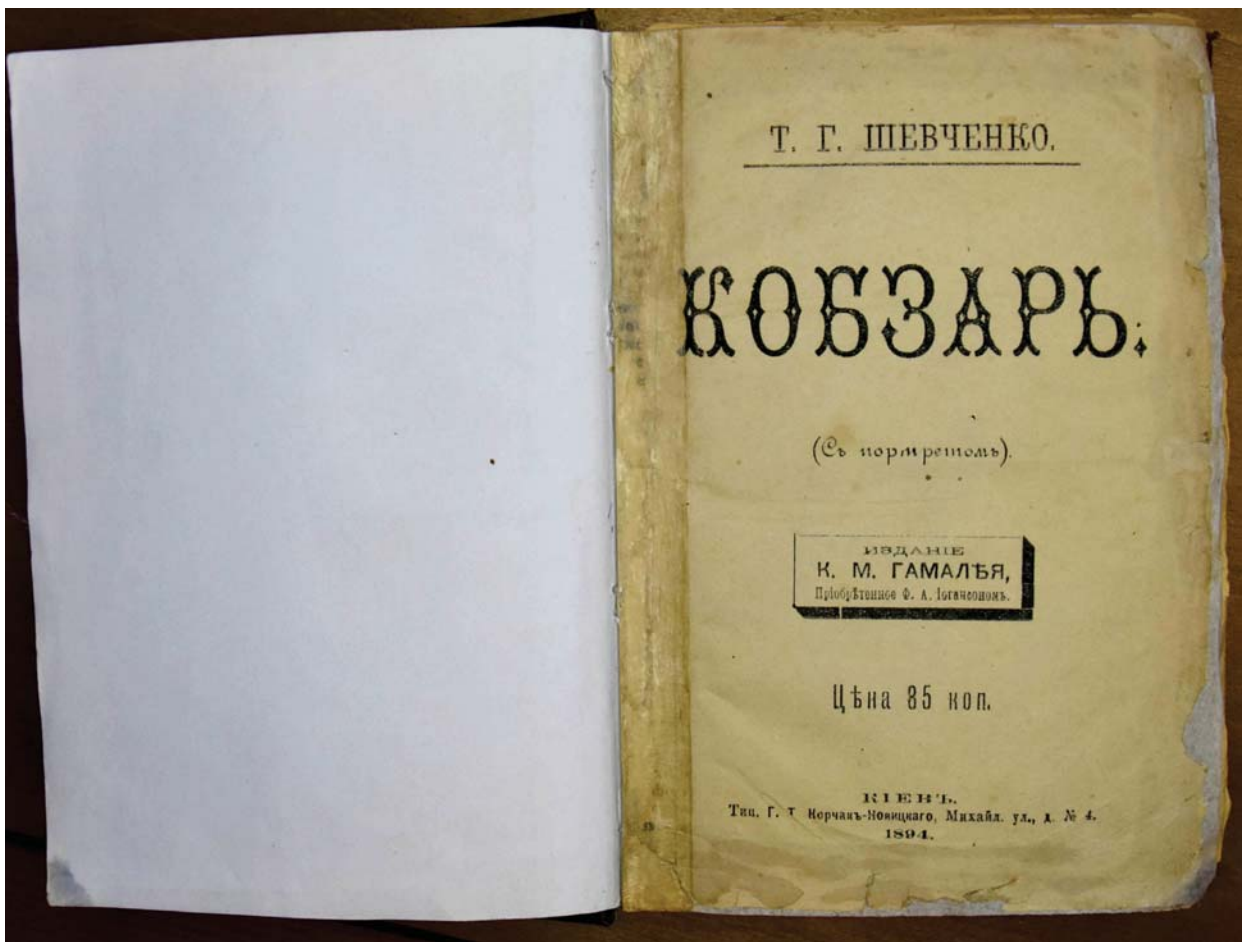 Т. Г. ШЕВЧЕНКО.
КОБЗАРЬ.
(Съ портретомъ).
ИЗДАНІЕ
К. М. ГАМАЛѢЯ,
Пріобрѣтенное Ф. А. Іогансономъ.
Цѣна 85 коп.
КІЕВЪ.
Тип. Г. Т. Корчакъ-Новицкаго, Михайл. ул., д. № 4.
1894.